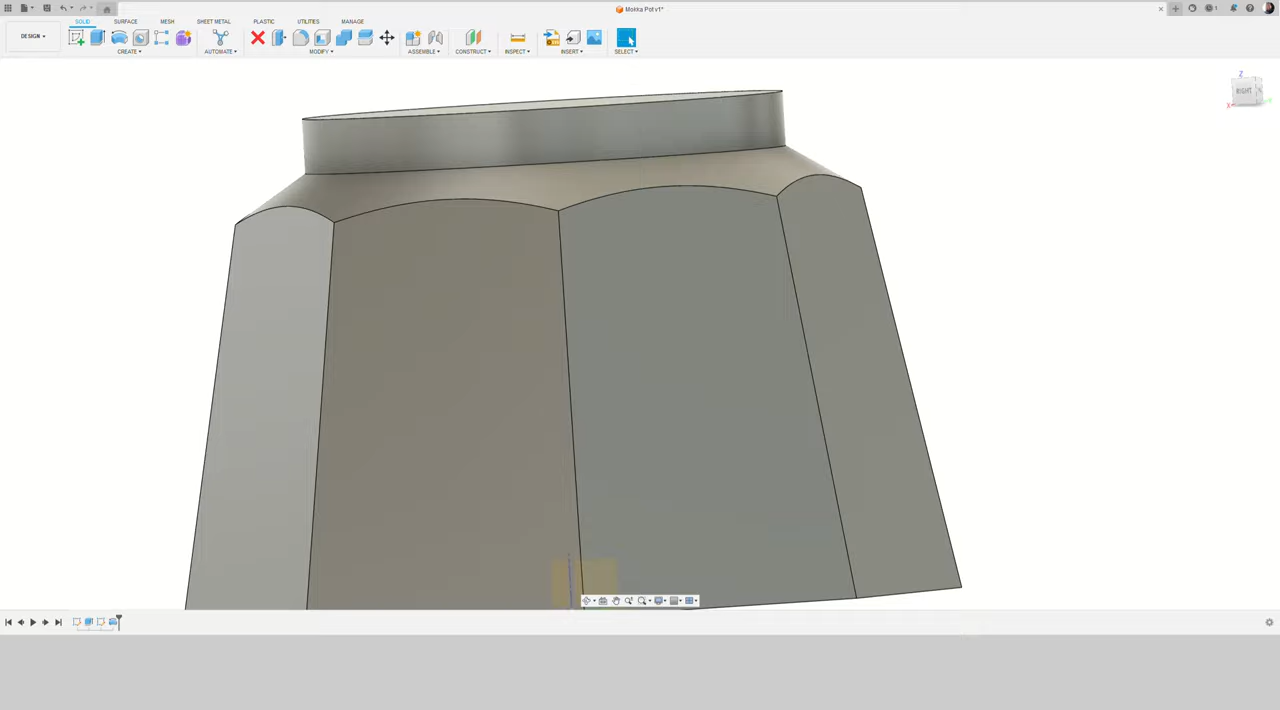 Mokka Pot v1*
1
SOLID
SURFACE
MESH
SHEET METAL
PLASTIC
UTILITIES
MANAGE
DESIGN
CREATE
AUTOMATE
MODIFY
ASSEMBLE
CONSTRUCT
INSPECT
INSERT
SELECT
Z
RIGHT
X